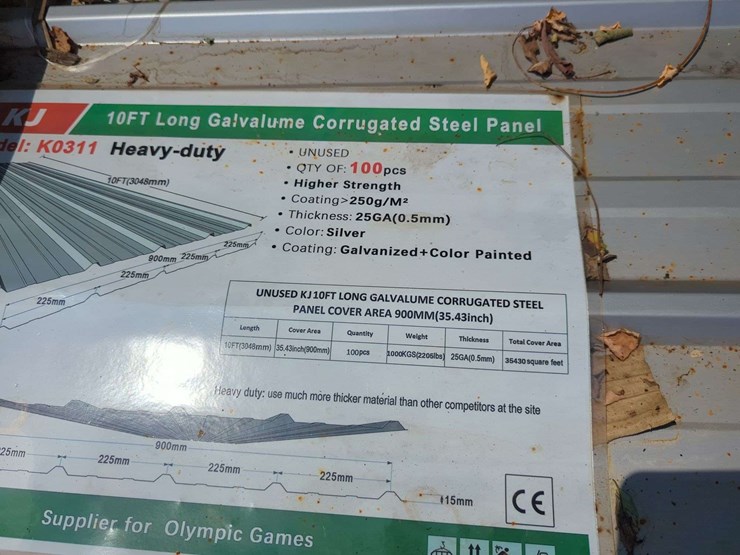 KJ
10FT Long Galvalume Corrugated Steel Panel
del: K0311 Heavy-duty
• UNUSED
• QTY OF: 100pcs
• Higher Strength
• Coating>250g/M²
• Thickness: 25GA(0.5mm)
• Color: Silver
• Coating: Galvanized+Color Painted
10FT(3048mm)
225mm
900mm 225mm
225mm
225mm
UNUSED KJ 10FT LONG GALVALUME CORRUGATED STEEL
PANEL COVER AREA 900MM(35.43inch)
Length Cover Area Quantity Weight Thickness Total Cover Area
10FT(3048mm) 35.43inch(900mm) 100pcs 1000KGS(2205lbs) 25GA(0.5mm) 35430 square feet
Heavy duty: use much more thicker material than other competitors at the site
900mm
25mm 225mm 225mm 225mm
15mm
CE
Supplier for Olympic Games